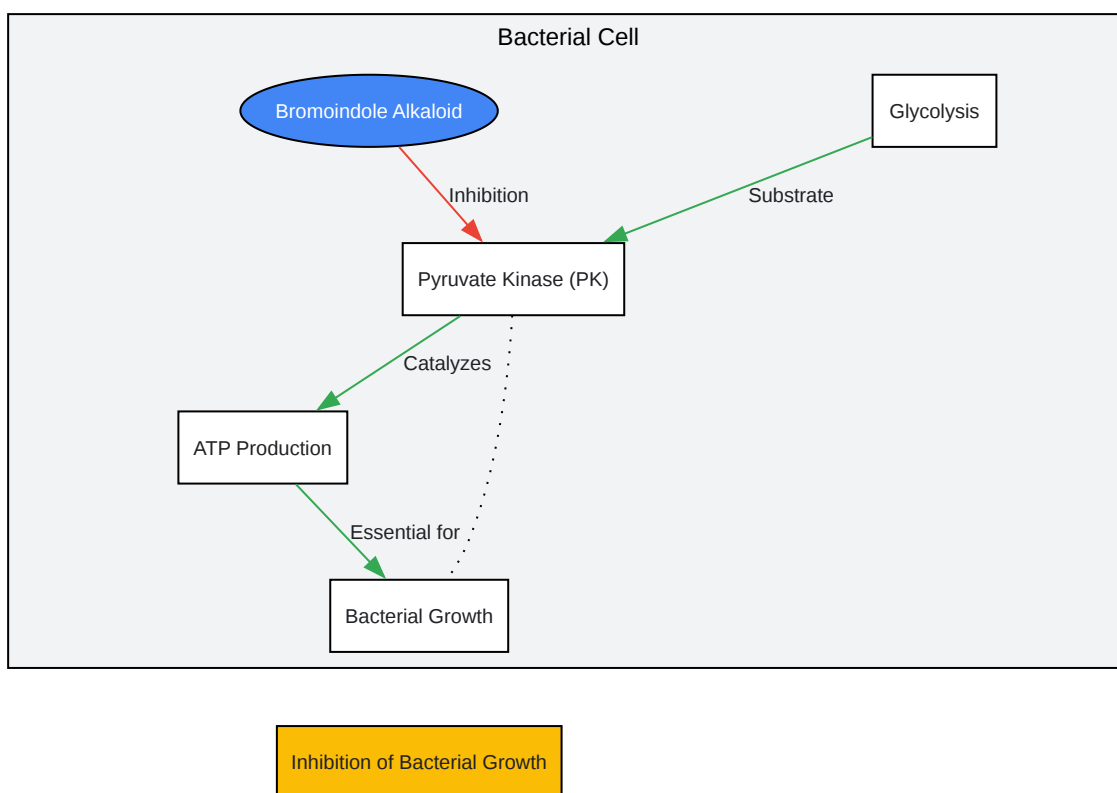 Bacterial Cell
Bromoindole Alkaloid
Glycolysis
Inhibition
Substrate
Pyruvate Kinase (PK)
Catalyzes
ATP Production
Essential for
Bacterial Growth
Inhibition of Bacterial Growth